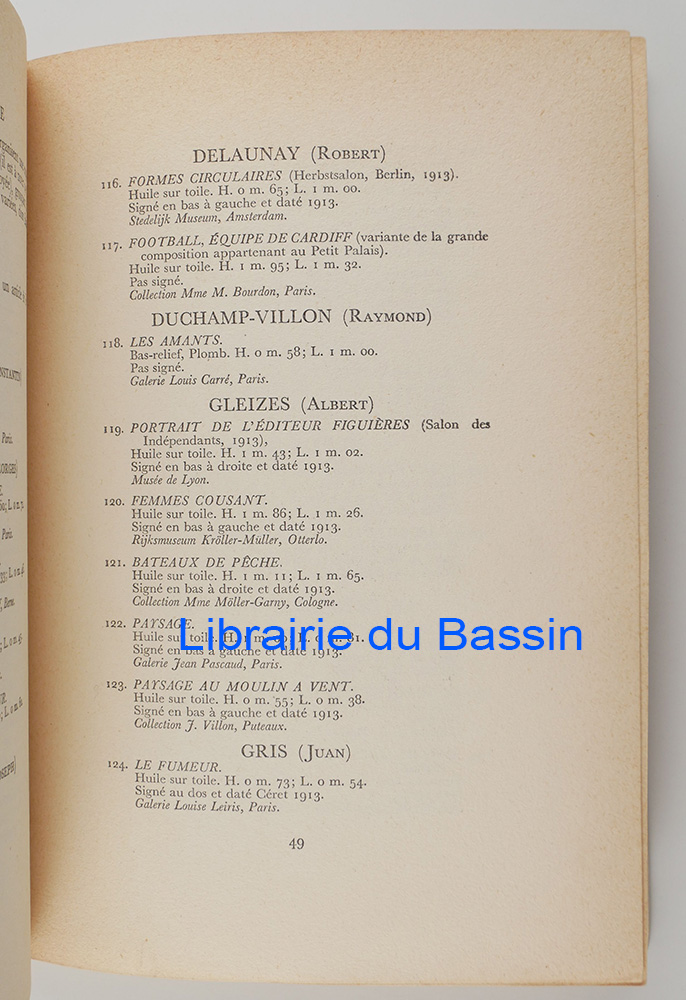 DELAUNAY (ROBERT)
116. FORMES CIRCULAIRES (Herbstsalon, Berlin, 1913).
Huile sur toile. H. 0 m. 65; L. 1 m. 00.
Signé en bas à gauche et daté 1913.
Stedelijk Museum, Amsterdam.
117. FOOTBALL, ÉQUIPE DE CARDIFF (variante de la grande
composition appartenant au Petit Palais).
Huile sur toile. H. 1 m. 95; L. 1 m. 32.
Pas signé.
Collection Mme M. Bourdon, Paris.
DUCHAMP-VILLON (RAYMOND)
118. LES AMANTS.
Bas-relief, Plomb. H. 0 m. 58; L. 1 m. 00.
Pas signé.
Galerie Louis Carré, Paris.
GLEIZES (ALBERT)
119. PORTRAIT DE L'ÉDITEUR FIGUIÈRES (Salon des
Indépendants, 1913),
Huile sur toile. H. 1 m. 43; L. 1 m. 02.
Signé en bas à droite et daté 1913.
Musée de Lyon.
120. FEMMES COUSANT.
Huile sur toile. H. 1 m. 86; L. 1 m. 26.
Signé en bas à gauche et daté 1913.
Rijksmuseum Kröller-Müller, Otterlo.
121. BATEAUX DE PÊCHE.
Huile sur toile. H. 1 m. 11; L. 1 m. 65.
Signé en bas à droite et daté 1913.
Collection Mme Möller-Garny, Cologne.
122. PAYSAGE.
Huile sur toile. H. 1 m. L. 0 m. 81.
Librairie du Bassin
Signé en bas à gauche et daté 1913.
Galerie Jean Pascaud, Paris.
123. PAYSAGE AU MOULIN A VENT.
Huile sur toile. H. 0 m. 55; L. 0 m. 38.
Signé en bas à gauche et daté 1913.
Collection J. Villon, Puteaux.
GRIS (JUAN)
124. LE FUMEUR.
Huile sur toile. H. 0 m. 73; L. 0 m. 54.
Signé au dos et daté Céret 1913.
Galerie Louise Leiris, Paris.
49